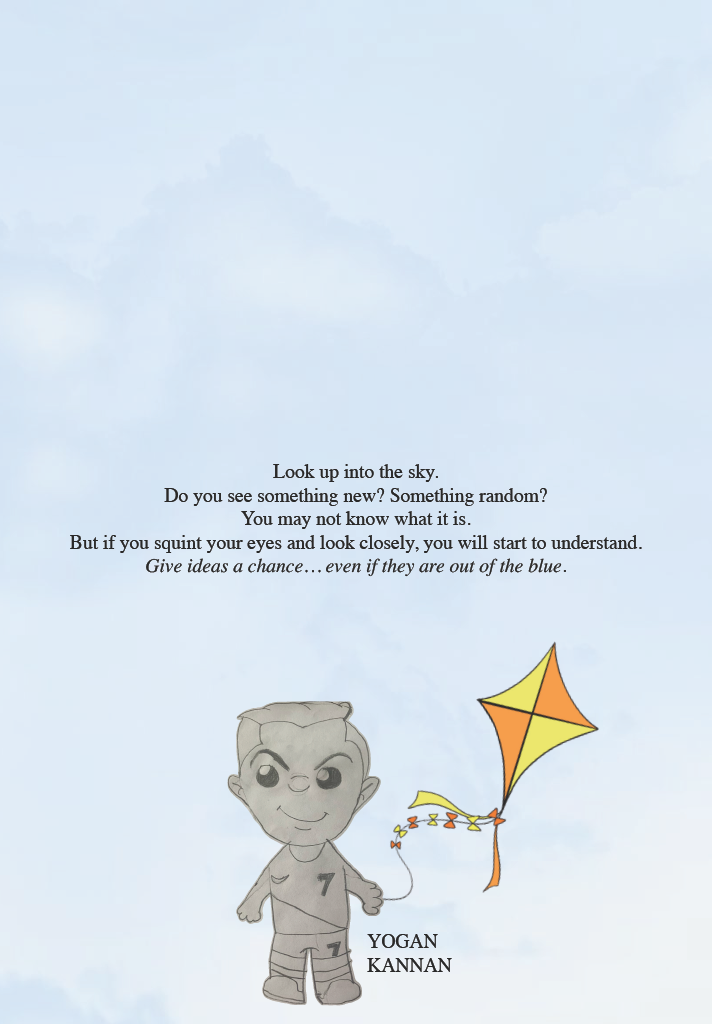 Look up into the sky.
Do you see something new? Something random?
You may not know what it is.
But if you squint your eyes and look closely, you will start to understand.
Give ideas a chance…even if they are out of the blue.
7
7
YOGAN
KANNAN